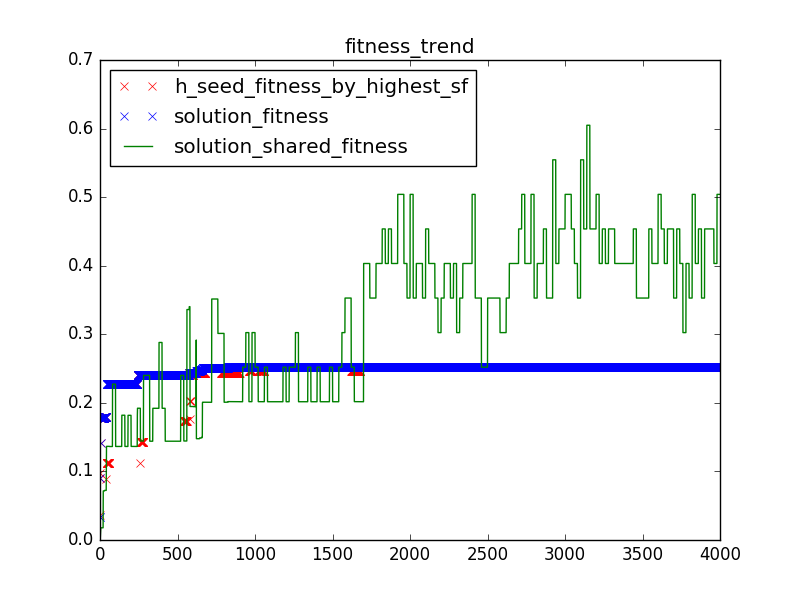 fitness_trend
0.7
0.6
0.5
0.4
0.3
0.2
0.1
0.0
h_seed_fitness_by_highest_sf
solution_fitness
solution_shared_fitness
0 500 1000 1500 2000 2500 3000 3500 4000